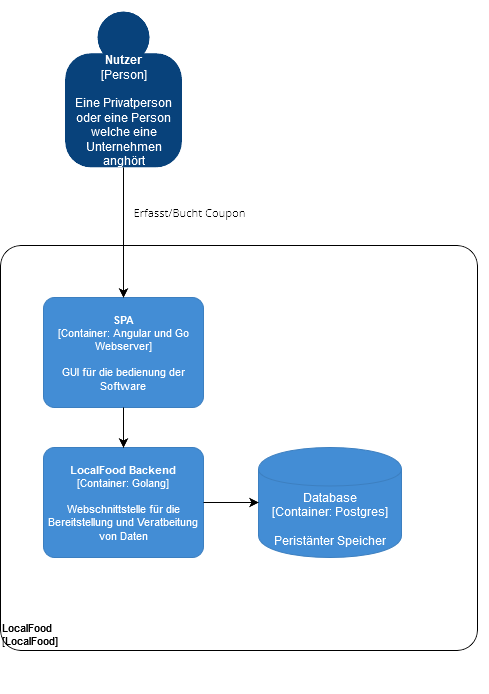 Nutzer
[Person]
Eine Privatperson
oder eine Person
welche eine
Unternehmen
anghört
Erfasst/Bucht Coupon
SPA
[Container: Angular und Go
Webserver]
GUI für die bedienung der
Software
LocalFood Backend
[Container: Golang]
Webschnittstelle für die
Bereitstellung und Veratbeitung
von Daten
Database
[Container: Postgres]
Peristänter Speicher
LocalFood
[LocalFood]